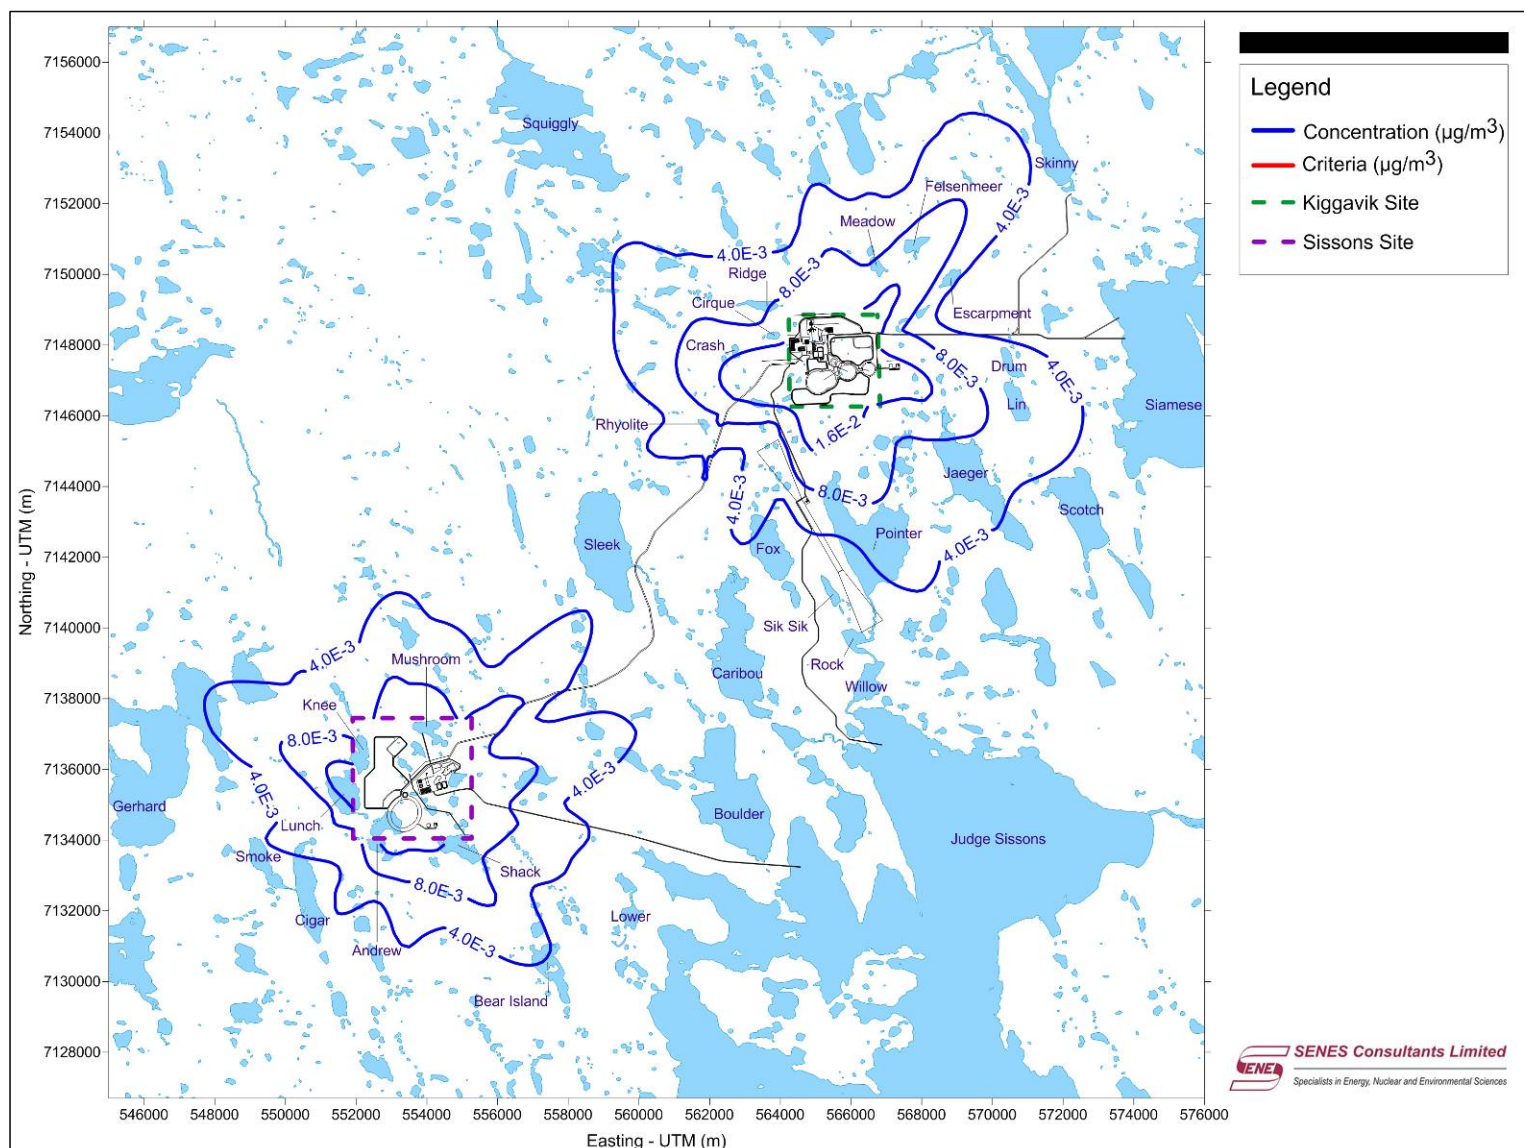 7156000
7154000
7152000
7150000
7148000
7146000
7144000
7142000
7140000
7138000
7136000
7134000
7132000
7130000
7128000
Northing - UTM (m)
546000 548000 550000 552000 554000 556000 558000 560000 562000 564000 566000 568000 570000 572000 574000 576000
Easting - UTM (m)
Squiggly
Skinny
Felsenmeer
Meadow
4.0E-3
4.0E-3
Ridge
8.0E-3
Cirque
Escarpment
Crash
8.0E-3
Drum
4.0E-3
Lin
Siamese
Rhyolite
1.6E-2
Jaeger
4.0E-3
8.0E-3
Scotch
Sleek
Fox
Pointer
4.0E-3
Sik Sik
Rock
Caribou
Willow
4.0E-3
Mushroom
Knee
8.0E-3
4.0E-3
4.0E-3
Gerhard
Lunch
Boulder
Judge Sissons
Smoke
Shack
8.0E-3
Cigar
Lower
Andrew
4.0E-3
Bear Island
Legend
Concentration (µg/m3)
Criteria (µg/m3)
Kiggavik Site
Sissons Site
SENES
SENES Consultants Limited
Specialists in Energy, Nuclear and Environmental Sciences